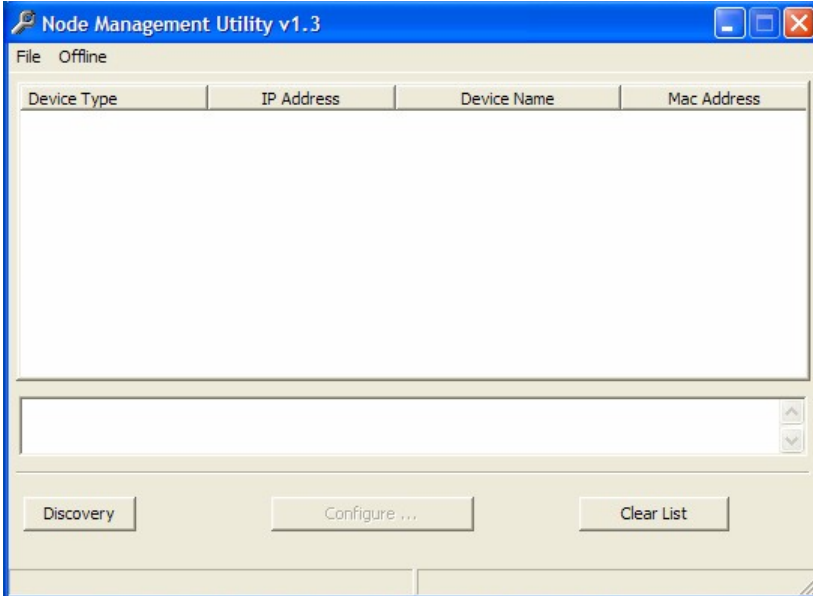 Node Management Utility v1.3
File Offline
Device Type IP Address Device Name Mac Address
Discovery Configure ... Clear List